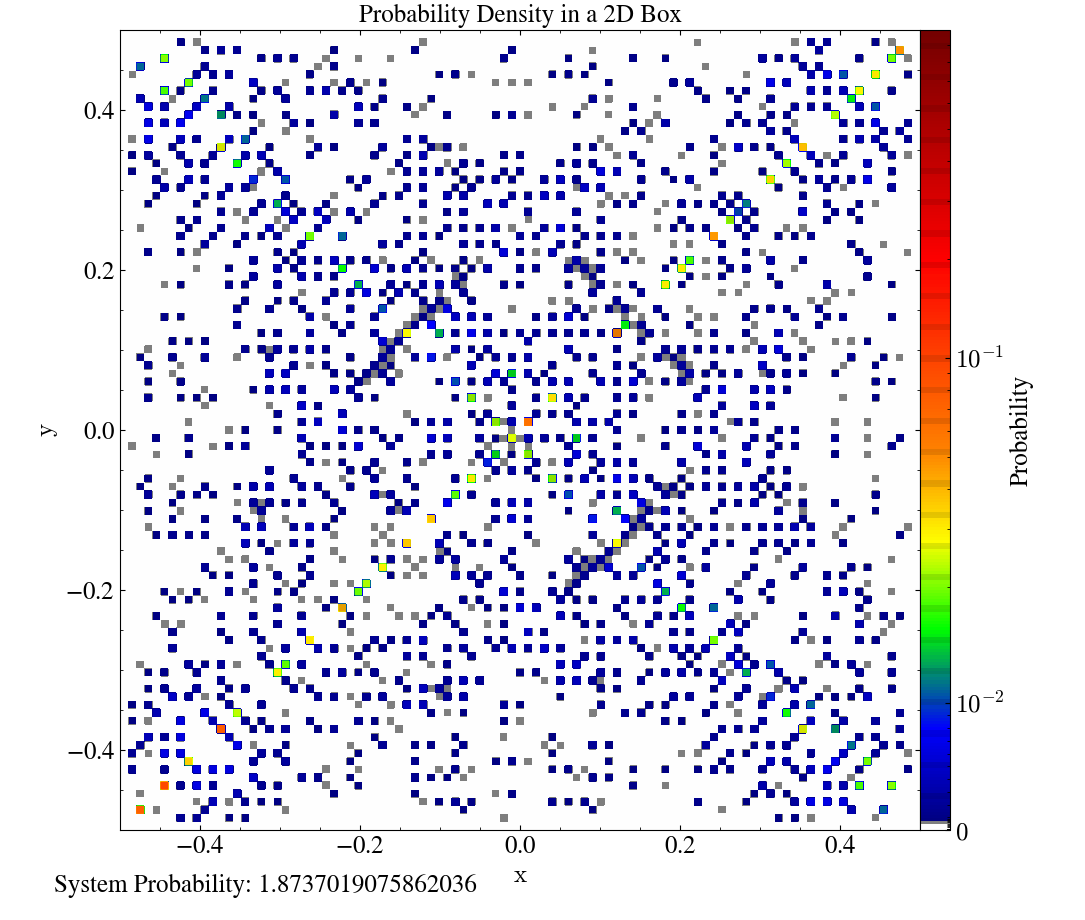 Probability Density in a 2D Box
0.4
0.2
0.0
−0.2
−0.4
y
−0.4 −0.2 0.0 0.2 0.4
x
10−1
10−2
0
Probability
System Probability: 1.8737019075862036